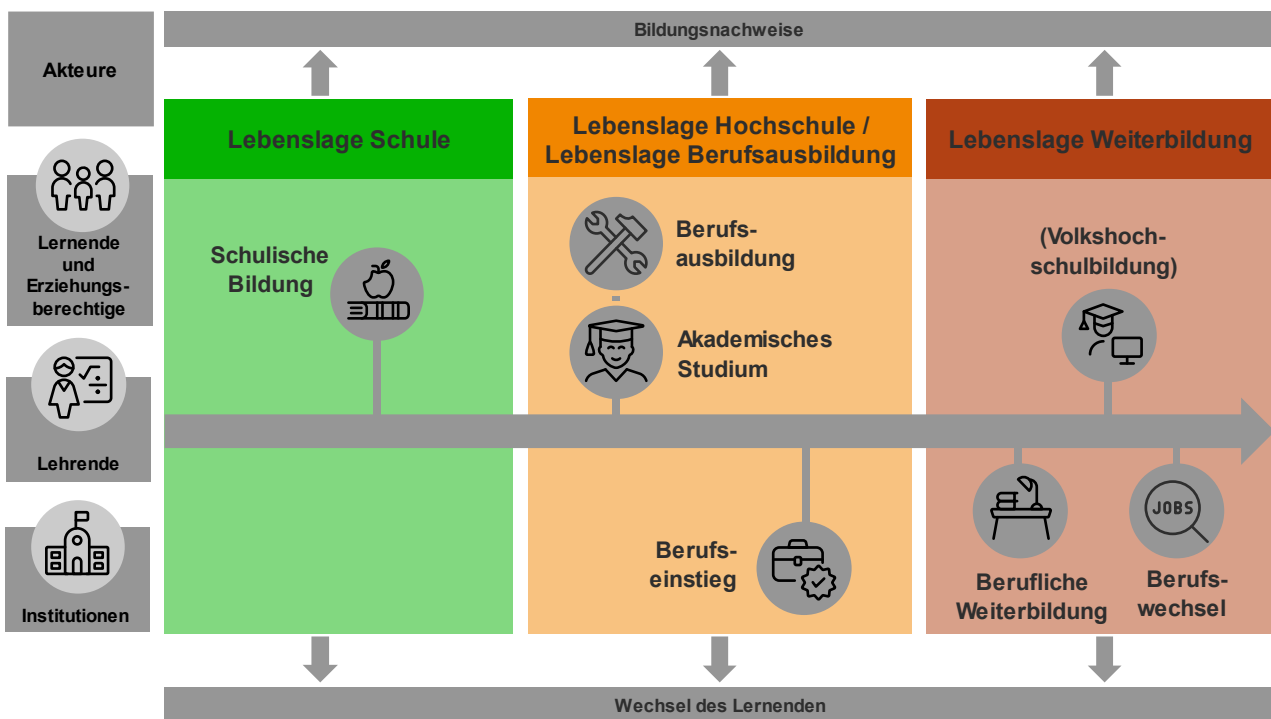 Bildungsnachweise
Akteure
Lernende
und
Erziehungs-
berechtige
Lehrende
Institutionen
Lebenslage Schule
Schulische
Bildung
Lebenslage Hochschule /
Lebenslage Berufsausbildung
Berufs-
ausbildung
Akademisches
Studium
Berufs-
einstieg
Lebenslage Weiterbildung
(Volkshoch-
schulbildung)
Berufliche
Weiterbildung
JOBS
Berufs-
wechsel
Wechsel des Lernenden